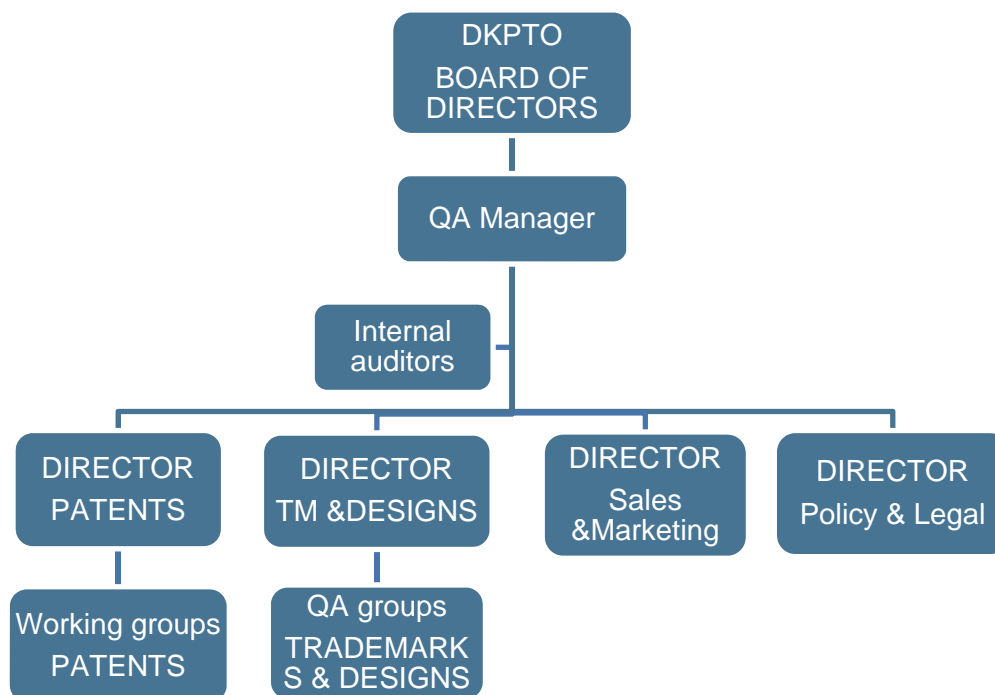 DKPTO
BOARD OF
DIRECTORS
QA Manager
Internal
auditors
DIRECTOR
PATENTS
DIRECTOR
TM &DESIGNS
DIRECTOR
Sales
&Marketing
DIRECTOR
Policy & Legal
Working groups
PATENTS
QA groups
TRADEMARK
S & DESIGNS